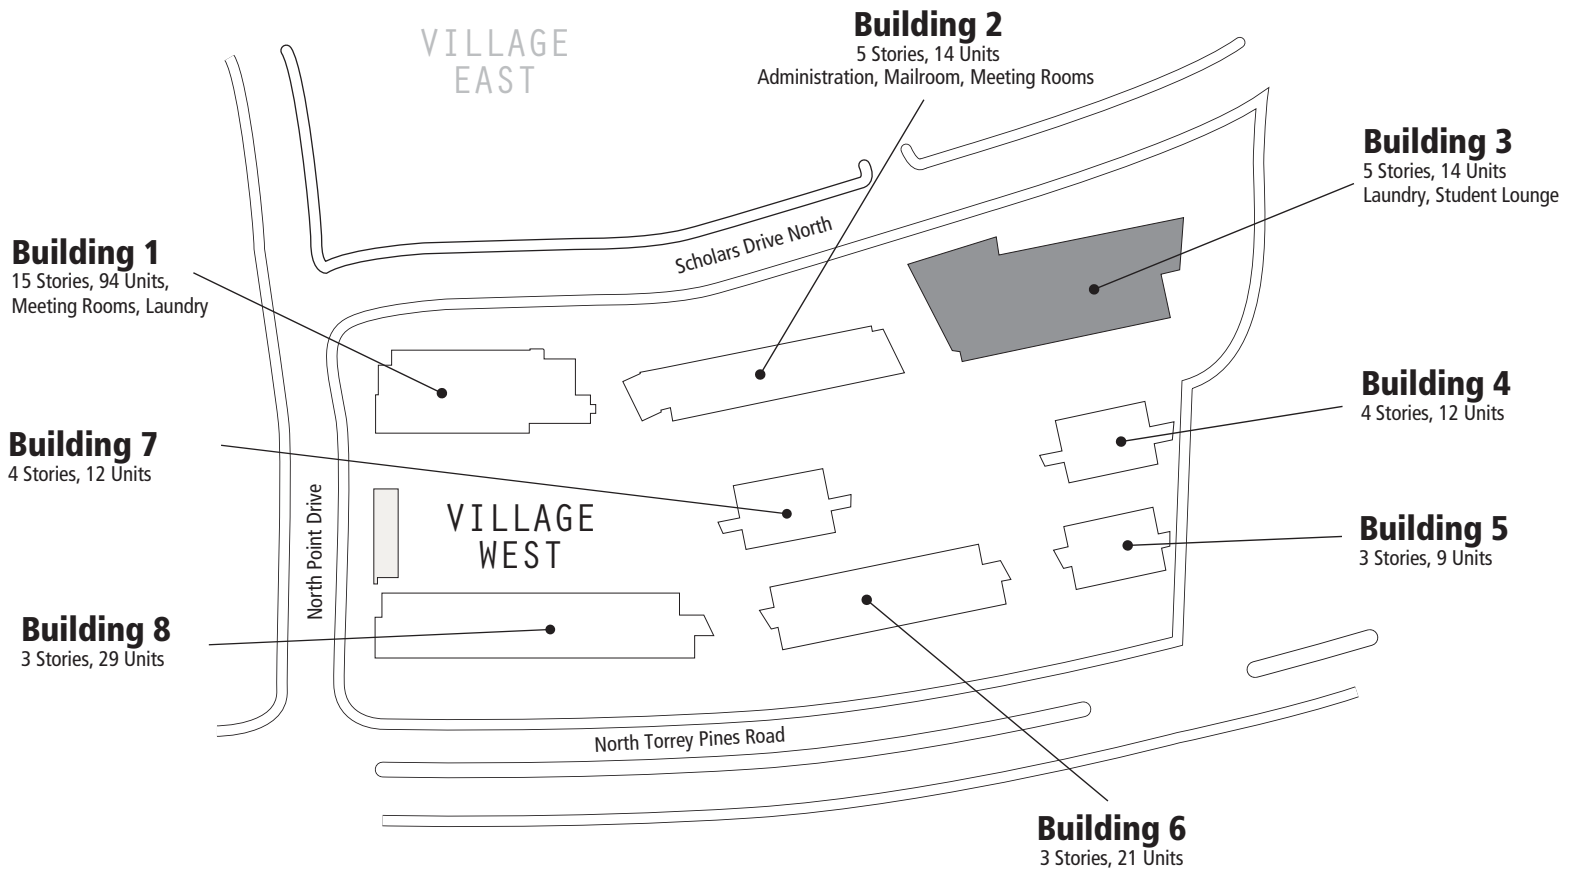 VILLAGE
EAST
Building 2
5 Stories, 14 Units
Administration, Mailroom, Meeting Rooms
Building 3
5 Stories, 14 Units
Laundry, Student Lounge
Scholars Drive North
Building 1
15 Stories, 94 Units,
Meeting Rooms, Laundry
Building 4
4 Stories, 12 Units
Building 7
4 Stories, 12 Units
North Point Drive
VILLAGE
WEST
Building 5
3 Stories, 9 Units
Building 8
3 Stories, 29 Units
North Torrey Pines Road
Building 6
3 Stories, 21 Units